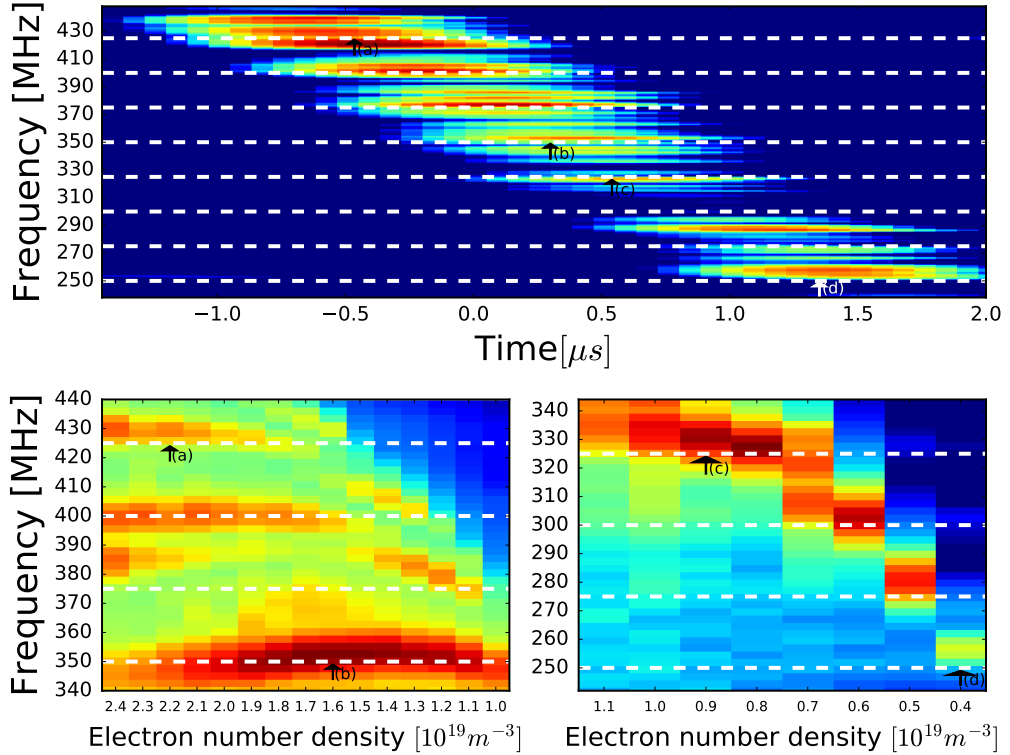 Frequency [MHz]
430
410
390
370
350
330
310
290
270
250
(a)
(b)
(c)
(d)
−1.0 −0.5 0.0 0.5 1.0 1.5 2.0
Time[μs]
Frequency [MHz]
440
430
420
410
400
390
380
370
360
350
340
(a)
(b)
2.4 2.3 2.2 2.1 2.0 1.9 1.8 1.7 1.6 1.5 1.4 1.3 1.2 1.1 1.0
Electron number density [10¹⁹m⁻³]
340
330
320
310
300
290
280
270
260
250
(c)
(d)
1.1 1.0 0.9 0.8 0.7 0.6 0.5 0.4
Electron number density [10¹⁹m⁻³]